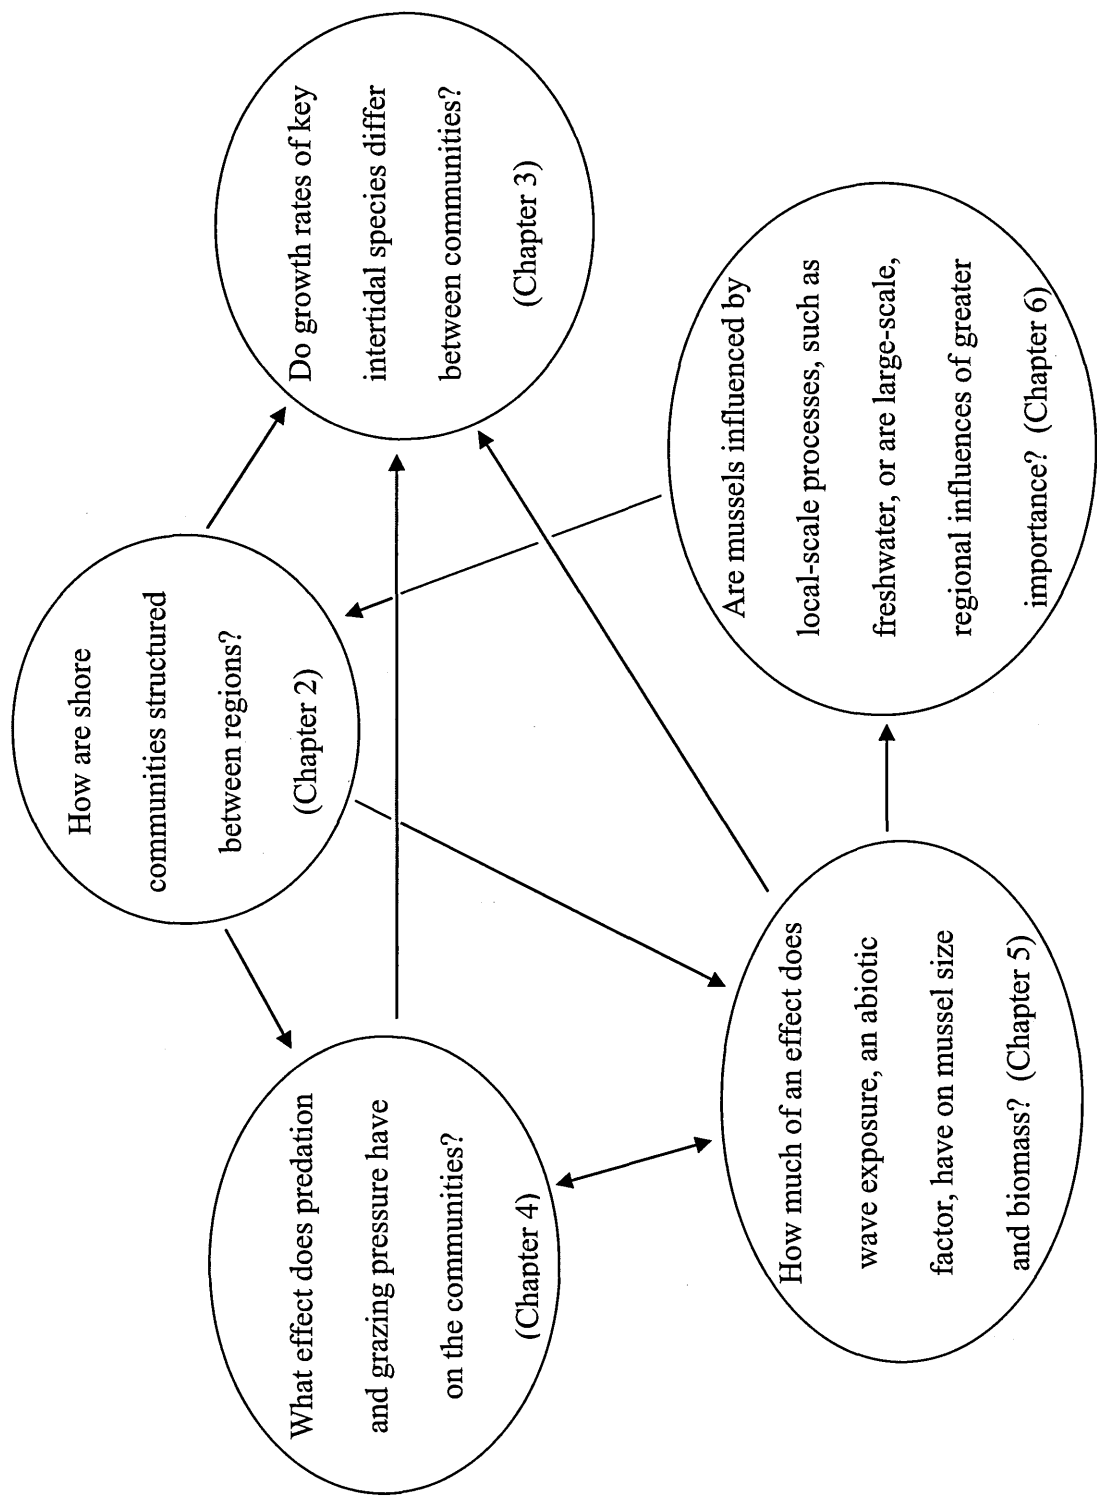 How are shore
communities structured
between regions?
(Chapter 2)
What effect does predation
and grazing pressure have
on the communities?
(Chapter 4)
Do growth rates of key
intertidal species differ
between communities?
(Chapter 3)
How much of an effect does
wave exposure, an abiotic
factor, have on mussel size
and biomass? (Chapter 5)
Are mussels influenced by
local-scale processes, such as
freshwater, or are large-scale,
regional influences of greater
importance? (Chapter 6)